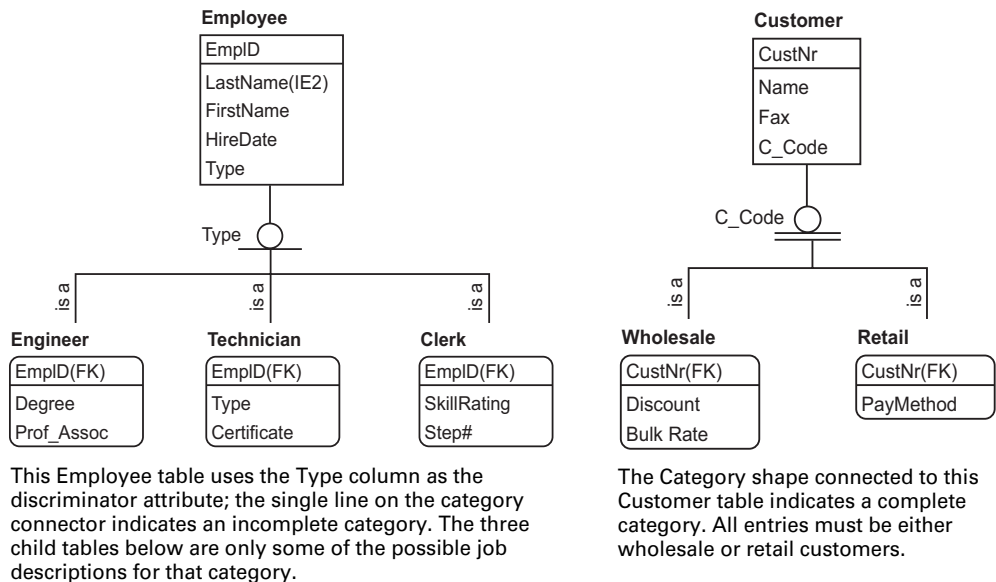 Employee
EmpID
LastName(IE2)
FirstName
HireDate
Type
Type
is a
is a
is a
Engineer
EmpID(FK)
Degree
Prof_Assoc
Technician
EmpID(FK)
Type
Certificate
Clerk
EmpID(FK)
SkillRating
Step#
This Employee table uses the Type column as the
discriminator attribute; the single line on the category
connector indicates an incomplete category. The three
child tables below are only some of the possible job
descriptions for that category.
Customer
CustNr
Name
Fax
C_Code
C_Code
is a
is a
Wholesale
CustNr(FK)
Discount
Bulk Rate
Retail
CustNr(FK)
PayMethod
The Category shape connected to this
Customer table indicates a complete
category. All entries must be either
wholesale or retail customers.